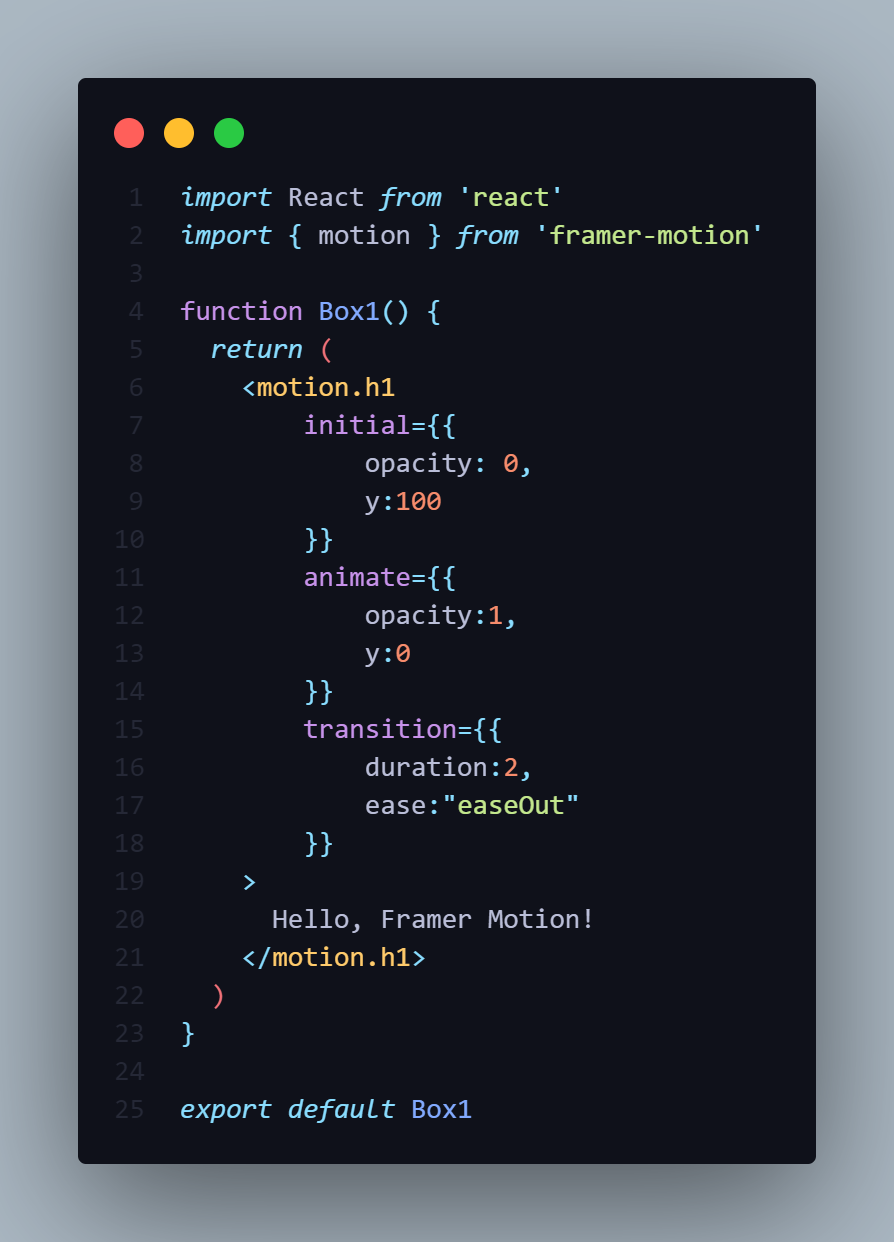 1 import React from 'react'
2 import { motion } from 'framer-motion'
3
4 function Box1() {
5   return (
6     <motion.h1
7         initial={{
8             opacity: 0,
9             y:100
10         }}
11         animate={{
12             opacity:1,
13             y:0
14         }}
15         transition={{
16             duration:2,
17             ease:"easeOut"
18         }}
19     >
20       Hello, Framer Motion!
21     </motion.h1>
22   )
23 }
24
25 export default Box1